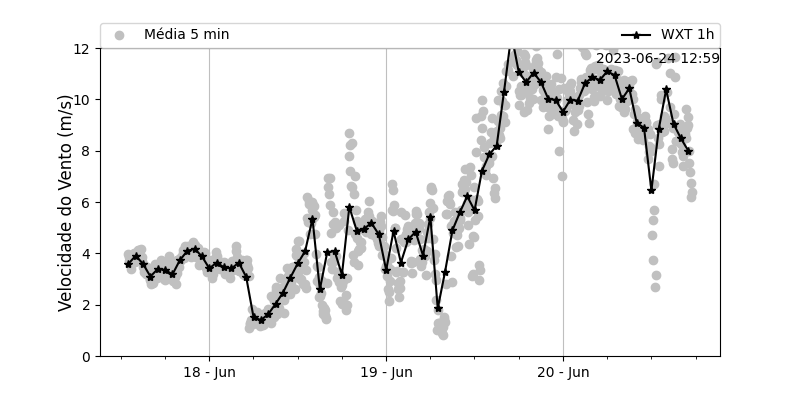 Média 5 min
WXT 1h
2023-06-24 12:59
Velocidade do Vento (m/s)
12
10
8
6
4
2
0
18 - Jun
19 - Jun
20 - Jun